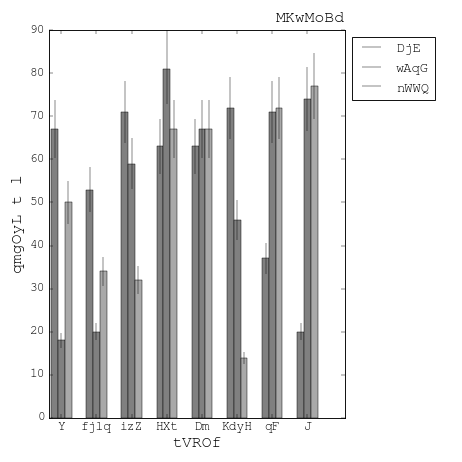 MKwMoBd
90
80
70
60
50
40
30
20
10
0
qmgOyL t l
Y fjlq izZ HXt Dm KdyH qF J
tVROf
DjE
wAqG
nWWQ